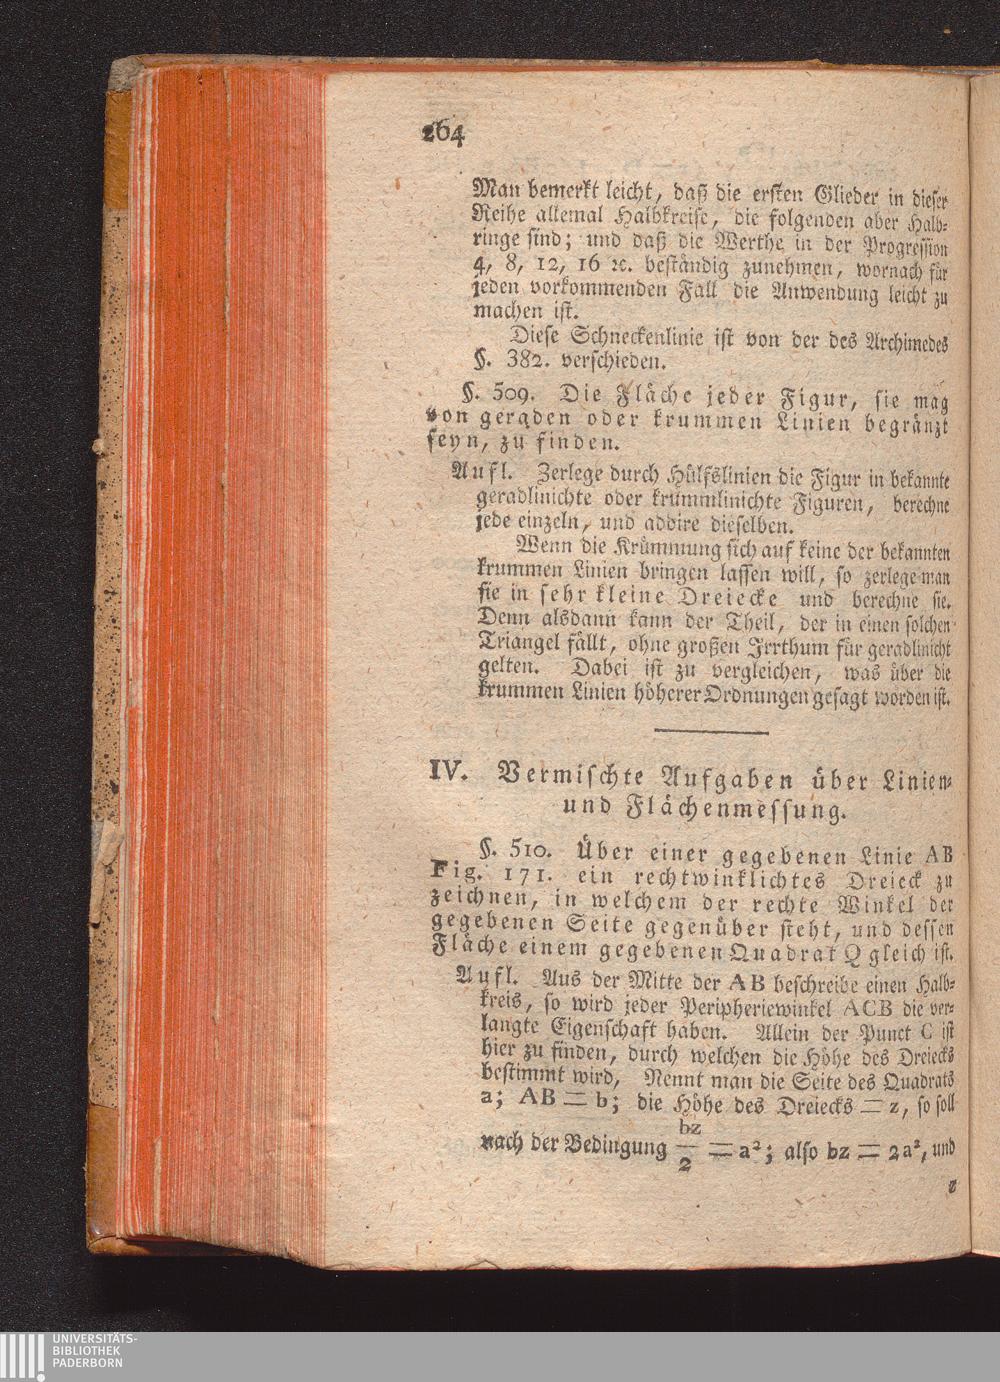 264
Man bemerkt leicht, daß die ersten Glieder in dieser
Reihe allemal Halbkreise, die folgenden aber Halb-
ringe sind; und daß die Werthe in der Progression
4, 8, 12, 16 ꝛc. beständig zunehmen, wornach für
jeden vorkommenden Fall die Anwendung leicht zu
machen ist.
Diese Schneckenlinie ist von der des Archimedes
§. 382. verschieden.
§. 509. Die Fläche jeder Figur, sie mag
von geraden oder krummen Linien begränzt
seyn, zu finden.
Aufl. Zerlege durch Hülfslinien die Figur in bekannte
geradlinichte oder krummlinichte Figuren, berechne
jede einzeln, und addire dieselben.
Wenn die Krümmung sich auf keine der bekannten
krummen Linien bringen lassen will, so zerlege man
sie in sehr kleine Dreiecke und berechne sie.
Denn alsdann kann der Theil, der in einen solchen
Triangel fällt, ohne großen Irrthum für geradlinicht
gelten. Dabei ist zu vergleichen, was über die
krummen Linien höherer Ordnungen gesagt worden ist.
IV. Vermischte Aufgaben über Linien-
und Flächenmessung.
§. 510. Über einer gegebenen Linie AB
Fig. 171. ein rechtwinklichtes Dreieck zu
zeichnen, in welchem der rechte Winkel der
gegebenen Seite gegenüber steht, und dessen
Fläche einem gegebenen Quadrat Q gleich ist.
Aufl. Aus der Mitte der AB beschreibe einen Halb-
kreis, so wird jeder Peripheriewinkel ACB die ver-
langte Eigenschaft haben. Allein der Punct C ist
hier zu finden, durch welchen die Höhe des Dreiecks
bestimmt wird, Nennt man die Seite des Quadrats
a; AB = b; die Höhe des Dreiecks = z, so soll
nach der Bedingung bz/2 = a²; also bz = 2a², und
z
UNIVERSITÄTS-
BIBLIOTHEK
PADERBORN